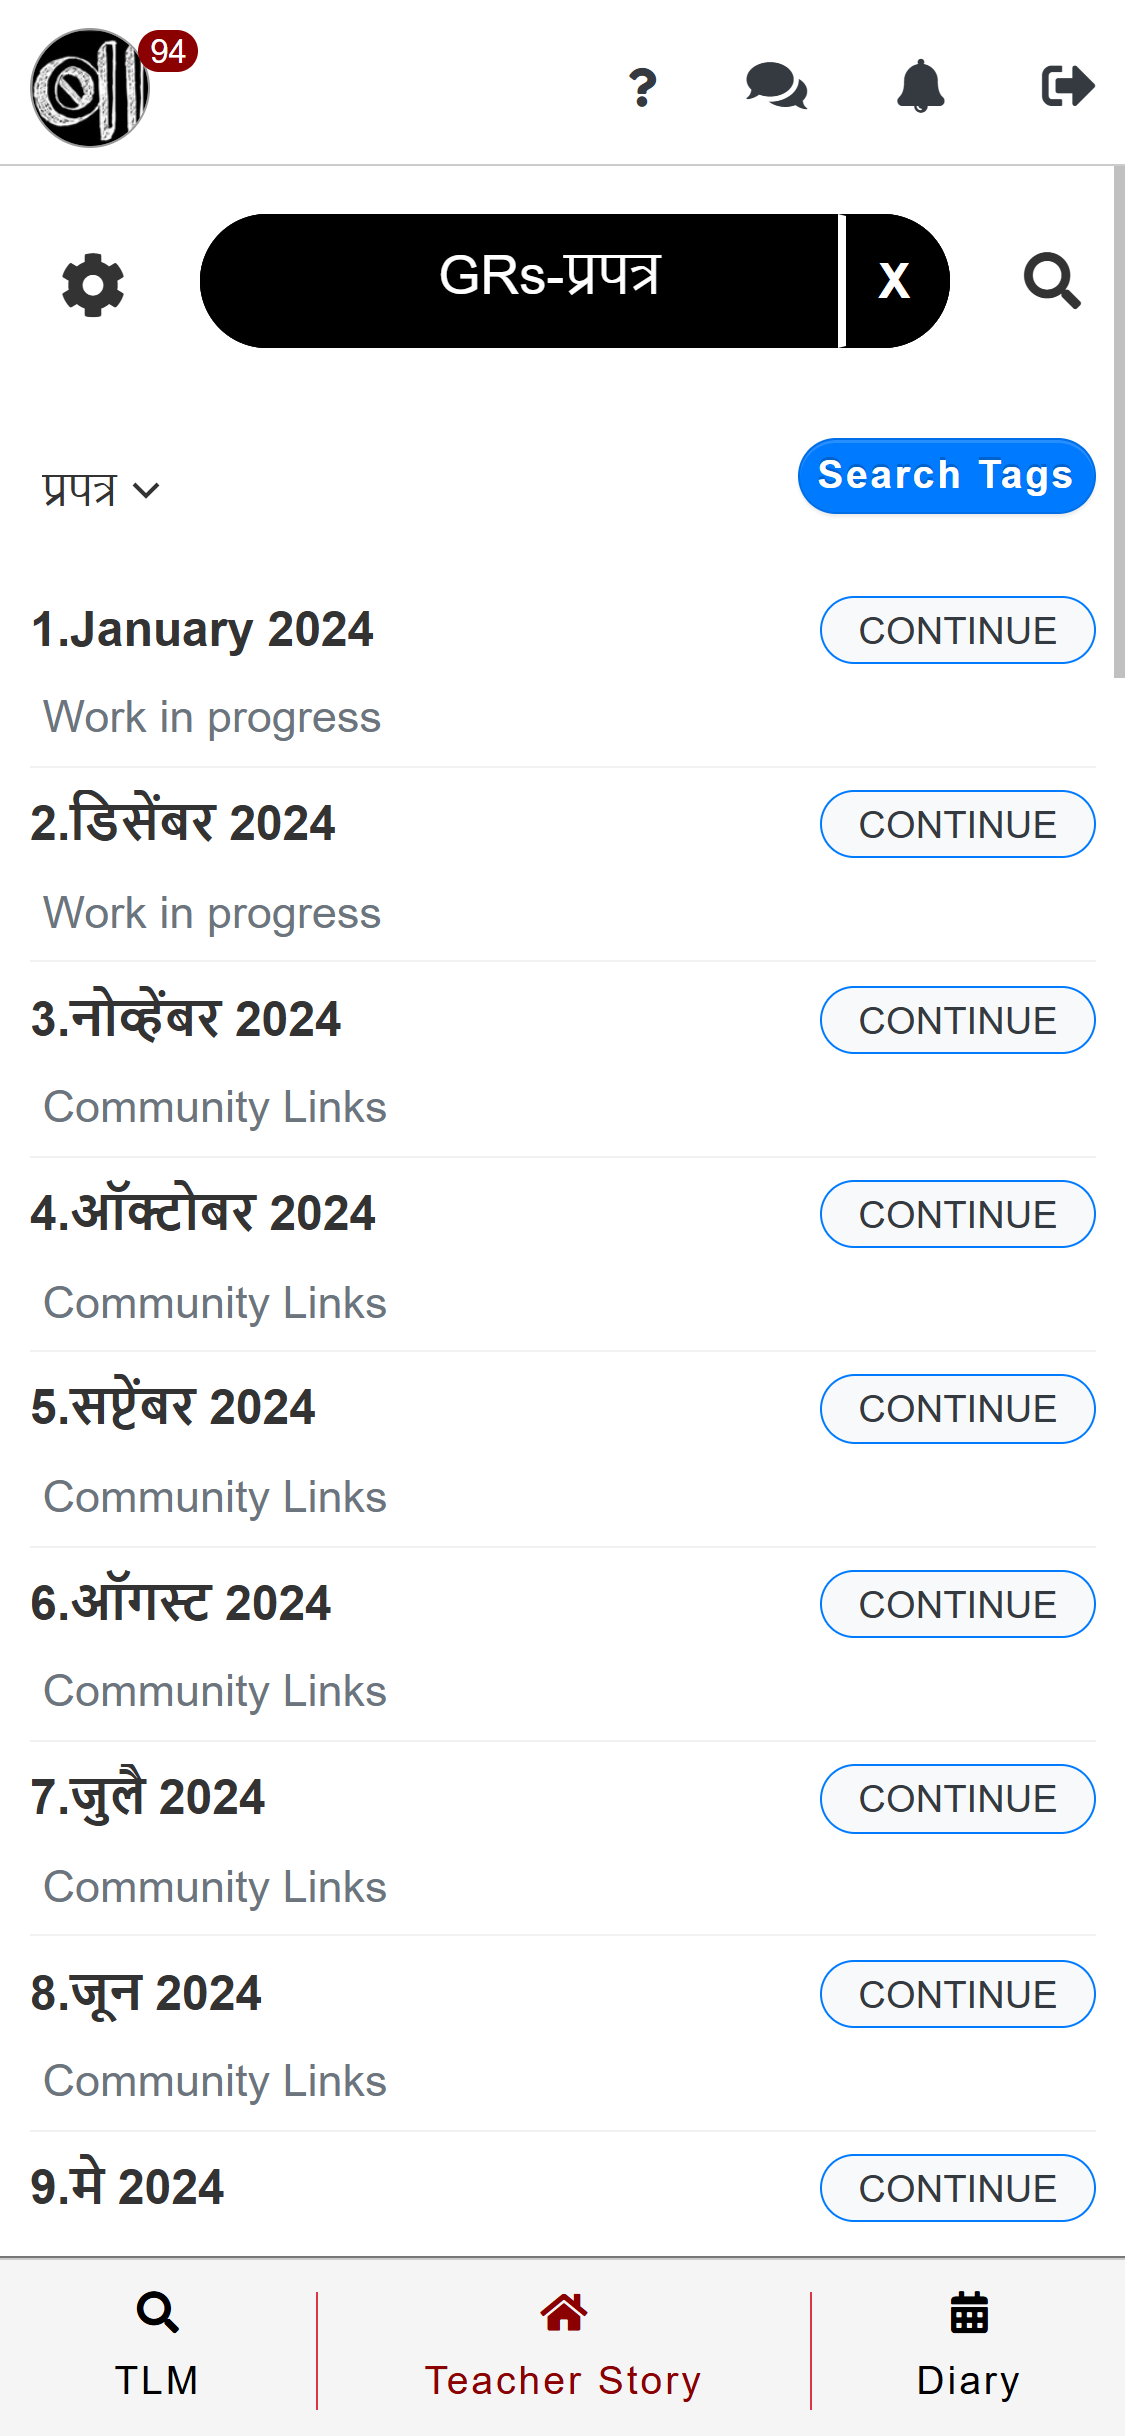 94
?
GRs-प्रपत्र
X
प्रपत्र
Search Tags
1.January 2024
CONTINUE
Work in progress
2.डिसेंबर 2024
CONTINUE
Work in progress
3.नोव्हेंबर 2024
CONTINUE
Community Links
4.ऑक्टोबर 2024
CONTINUE
Community Links
5.सप्टेंबर 2024
CONTINUE
Community Links
6.ऑगस्ट 2024
CONTINUE
Community Links
7.जुलै 2024
CONTINUE
Community Links
8.जून 2024
CONTINUE
Community Links
9.मे 2024
CONTINUE
TLM
Teacher Story
Diary